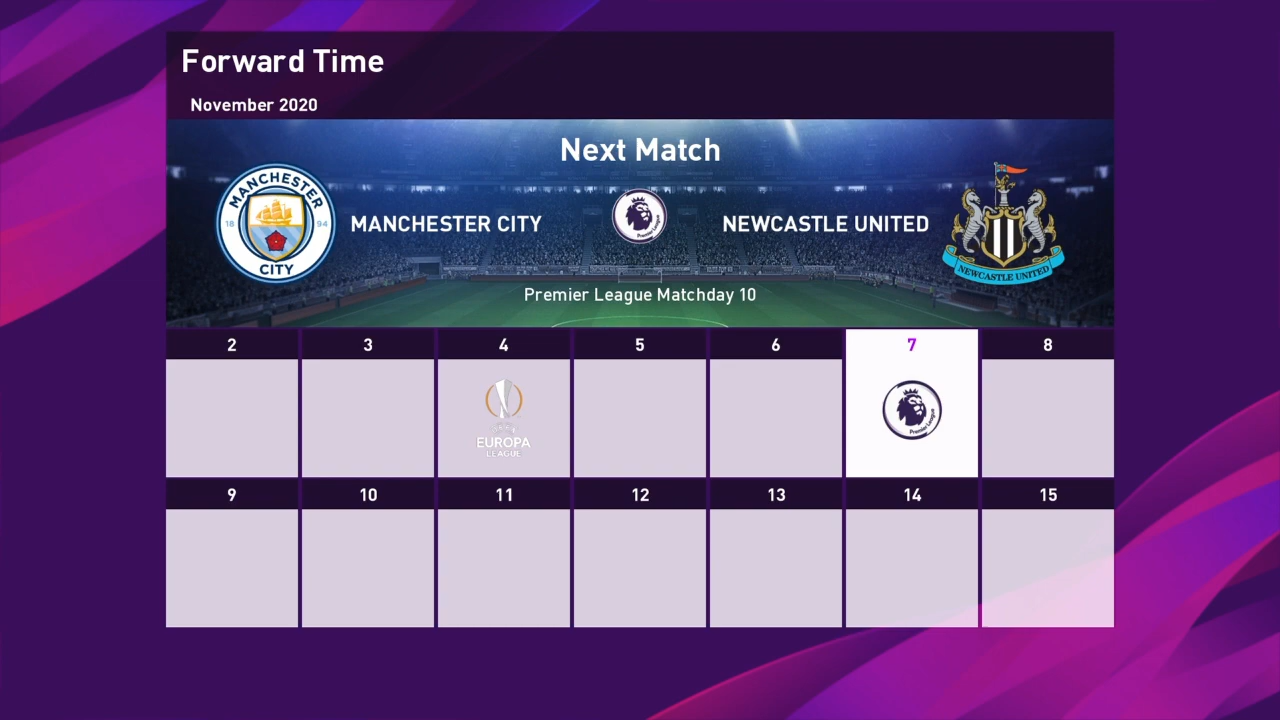 Forward Time
November 2020
Next Match
MANCHESTER
18 94
CITY
MANCHESTER CITY
Premier League
NEWCASTLE UNITED
NEWCASTLE UNITED
Premier League Matchday 10
2 3 4 5 6 7 8
EUROPA
LEAGUE
Premier League
9 10 11 12 13 14 15